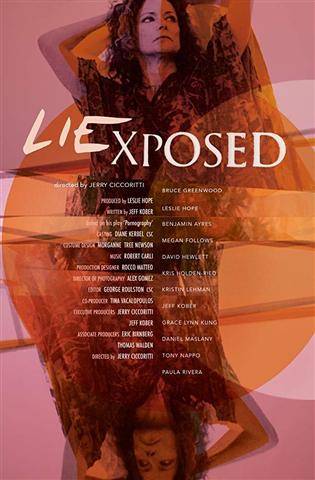 LIE XPOSED
directed by JERRY CICCORITTI
PRODUCED BY LESLIE HOPE
WRITTEN BY JEFF KOBER
based on his play 'Pornography'
CASTING DIANE KERBEL CSC
COSTUME DESIGN MORGANNE TREE NEWSON
MUSIC ROBERT CARLI
PRODUCTION DESIGNER ROCCO MATTEO
DIRECTOR OF PHOTOGRAPHY ALEX GOMEZ
EDITOR GEORGE ROULSTON CSC
CO-PRODUCER TINA VACALOPOULOS
EXECUTIVE PRODUCERS JERRY CICCORITTI
JEFF KOBER
ASSOCIATE PRODUCERS ERIC BIRNBERG
THOMAS WALDEN
DIRECTED BY JERRY CICCORITTI
BRUCE GREENWOOD
LESLIE HOPE
BENJAMIN AYRES
MEGAN FOLLOWS
DAVID HEWLETT
KRIS HOLDEN-RIED
KRISTIN LEHMAN
JEFF KOBER
GRACE LYNN KUNG
DANIEL MASLANY
TONY NAPPO
PAULA RIVERA